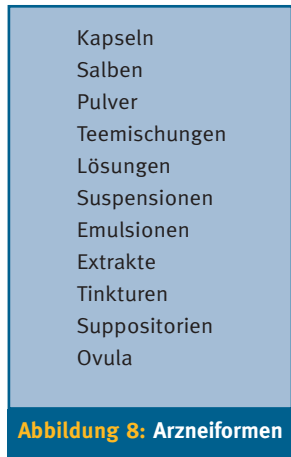 Kapseln
Salben
Pulver
Teemischungen
Lösungen
Suspensionen
Emulsionen
Extrakte
Tinkturen
Suppositorien
Ovula
Abbildung 8: Arzneiformen